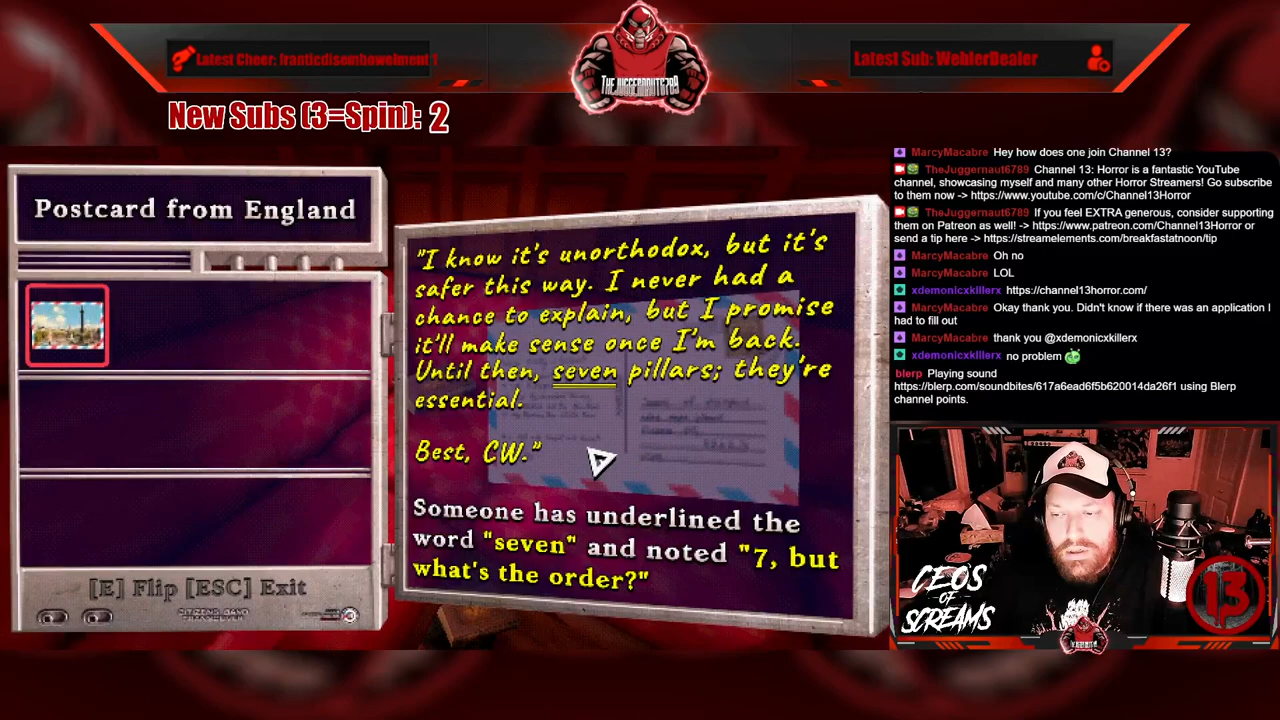 Latest Cheer: franticdisembowelment 1
THEJUGGERNAUT6789
Latest Sub: WehlerDealer
New Subs (3=Spin): 2
Postcard from England
[E] Flip [ESC] Exit
CITIZENS BAND
TRANSCEIVER
"I know it's unorthodox, but it's
safer this way. I never had a
chance to explain, but I promise
it'll make sense once I'm back.
Until then, seven pillars; they're
essential.
Best, CW."
Someone has underlined the
word "seven" and noted "7, but
what's the order?"
MarcyMacabre Hey how does one join Channel 13?
TheJuggernaut6789 Channel 13: Horror is a fantastic YouTube
channel, showcasing myself and many other Horror Streamers! Go subscribe
to them now -> https://www.youtube.com/c/Channel13Horror
TheJuggernaut6789 If you feel EXTRA generous, consider supporting
them on Patreon as well! -> https://www.patreon.com/Channel13Horror or
send a tip here -> https://streamelements.com/breakfastatnoon/tip
MarcyMacabre Oh no
MarcyMacabre LOL
xdemonicxkillerx https://channel13horror.com/
MarcyMacabre Okay thank you. Didn't know if there was an application I
had to fill out
MarcyMacabre thank you @xdemonicxkillerx
xdemonicxkillerx no problem
blerp Playing sound
https://blerp.com/soundbites/617a6ead6f5b620014da26f1 using Blerp
channel points.
CEOS
OF
SCREAMS
13